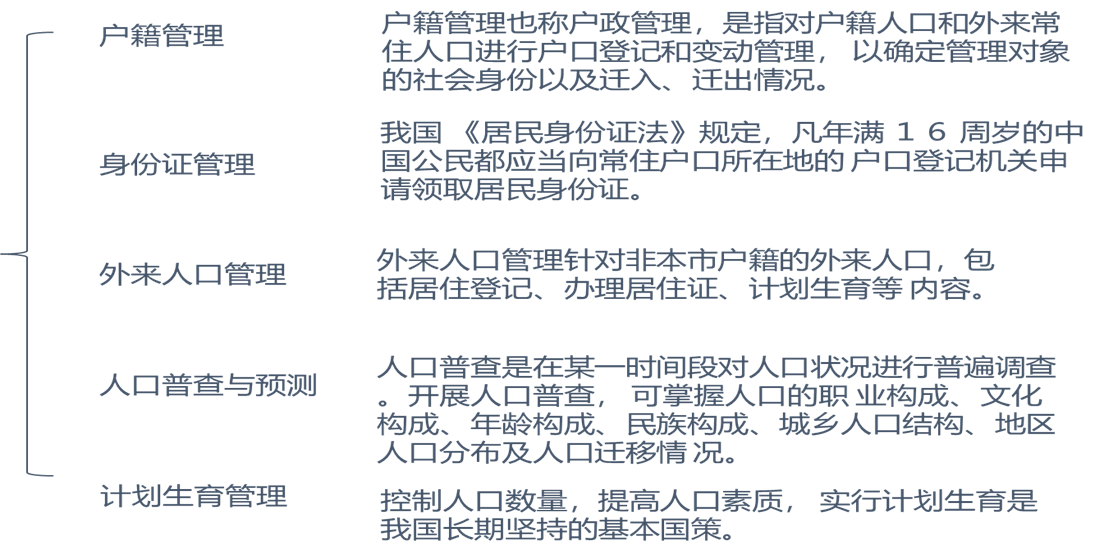 户籍管理
户籍管理也称户政管理，是指对户籍人口和外来常
住人口进行户口登记和变动管理， 以确定管理对象
的社会身份以及迁入、迁出情况。
身份证管理
我国 《居民身份证法》规定，凡年满 1 6 周岁的中
国公民都应当向常住户口所在地的 户口登记机关申
请领取居民身份证。
外来人口管理
外来人口管理针对非本市户籍的外来人口，包
括居住登记、办理居住证、计划生育等 内容。
人口普查与预测
人口普查是在某一时间段对人口状况进行普遍调查
。开展人口普查， 可掌握人口的职 业构成、文化
构成、年龄构成、民族构成、城乡人口结构、地区
人口分布及人口迁移情 况。
计划生育管理
控制人口数量，提高人口素质， 实行计划生育是
我国长期坚持的基本国策。